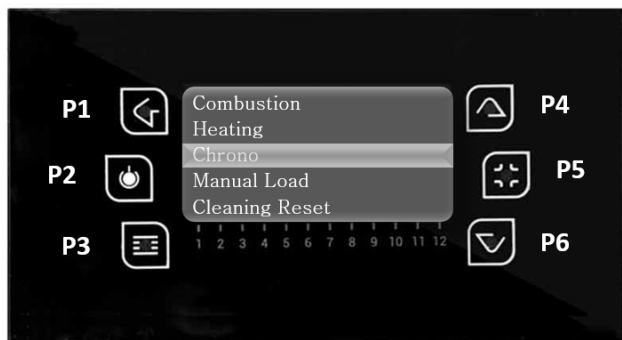 P1
P2
P3
Combustion
Heating
Chrono
Manual Load
Cleaning Reset
1 2 3 4 5 6 7 8 9 10 11 12
P4
P5
P6